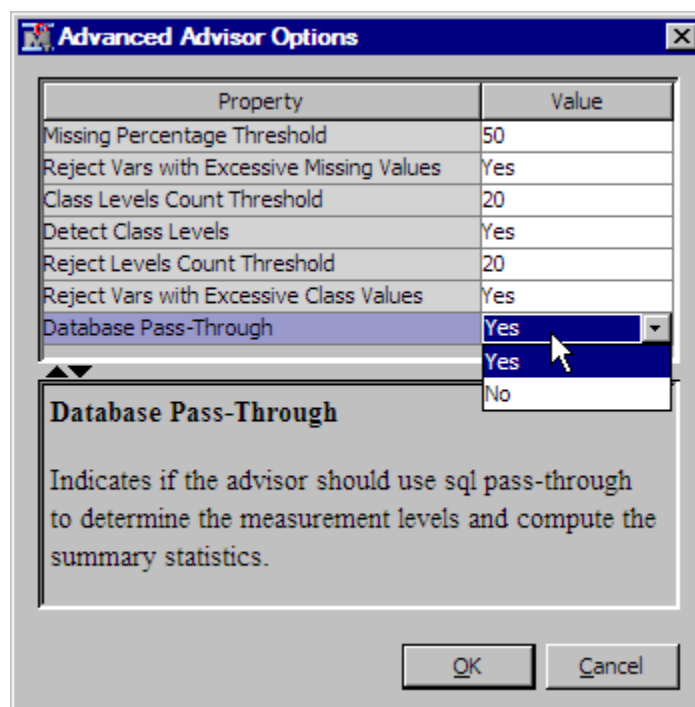 Advanced Advisor Options
Property Value
Missing Percentage Threshold 50
Reject Vars with Excessive Missing Values Yes
Class Levels Count Threshold 20
Detect Class Levels Yes
Reject Levels Count Threshold 20
Reject Vars with Excessive Class Values Yes
Database Pass-Through Yes
Yes
No
Database Pass-Through
Indicates if the advisor should use sql pass-through
to determine the measurement levels and compute the
summary statistics.
OK Cancel